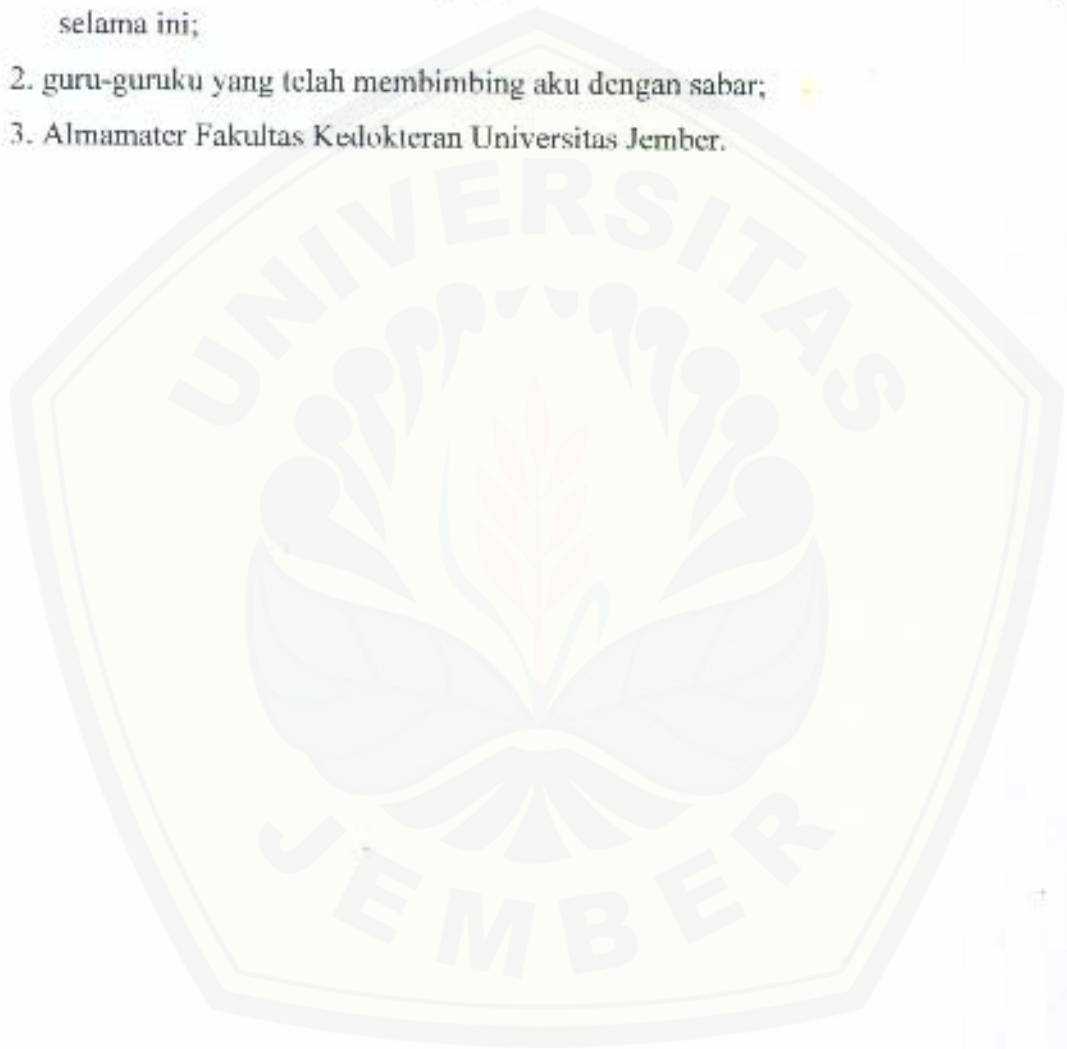 selama ini;
2. guru-guruku yang telah membimbing aku dengan sabar;
3. Almamater Fakultas Kedokteran Universitas Jember.
UNIVERSITAS
JEMBER